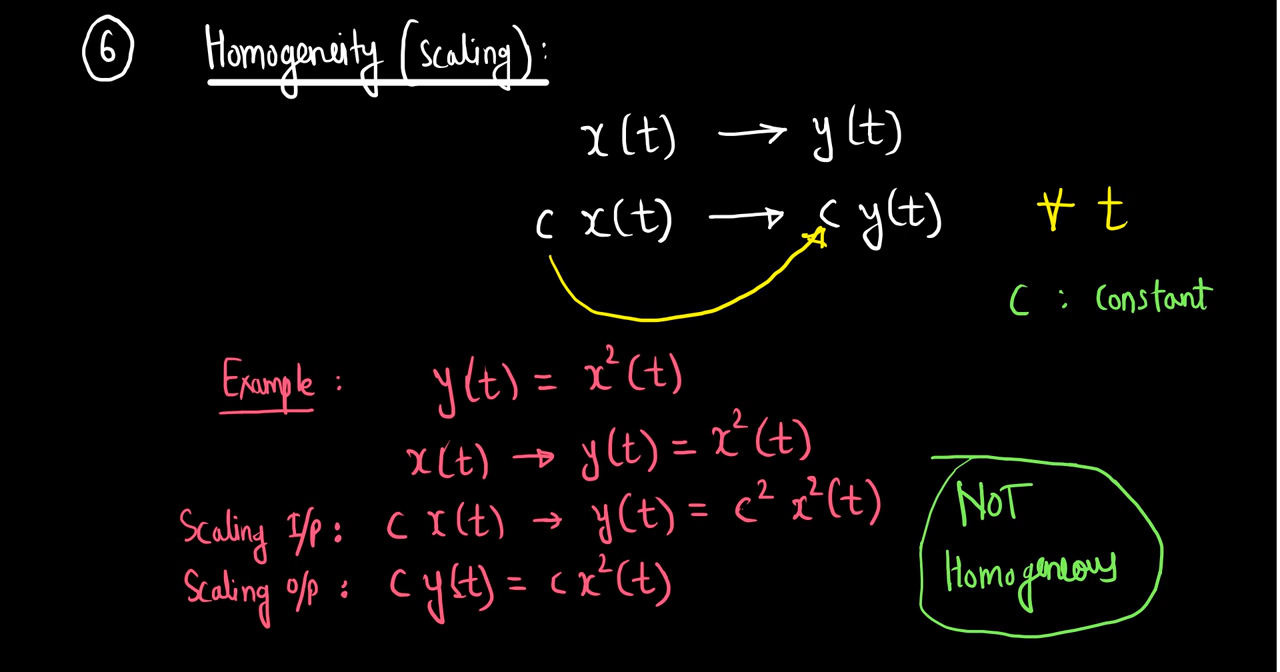 ⑥ Homogeneity (scaling):
x(t) → y(t)
c x(t) → c y(t) ∀ t
C : constant
Example : y(t) = x²(t)
x(t) → y(t) = x²(t)
Scaling I/p : c x(t) → y(t) = c² x²(t)
Scaling o/p : c y(t) = c x²(t)
NOT
Homogeneous